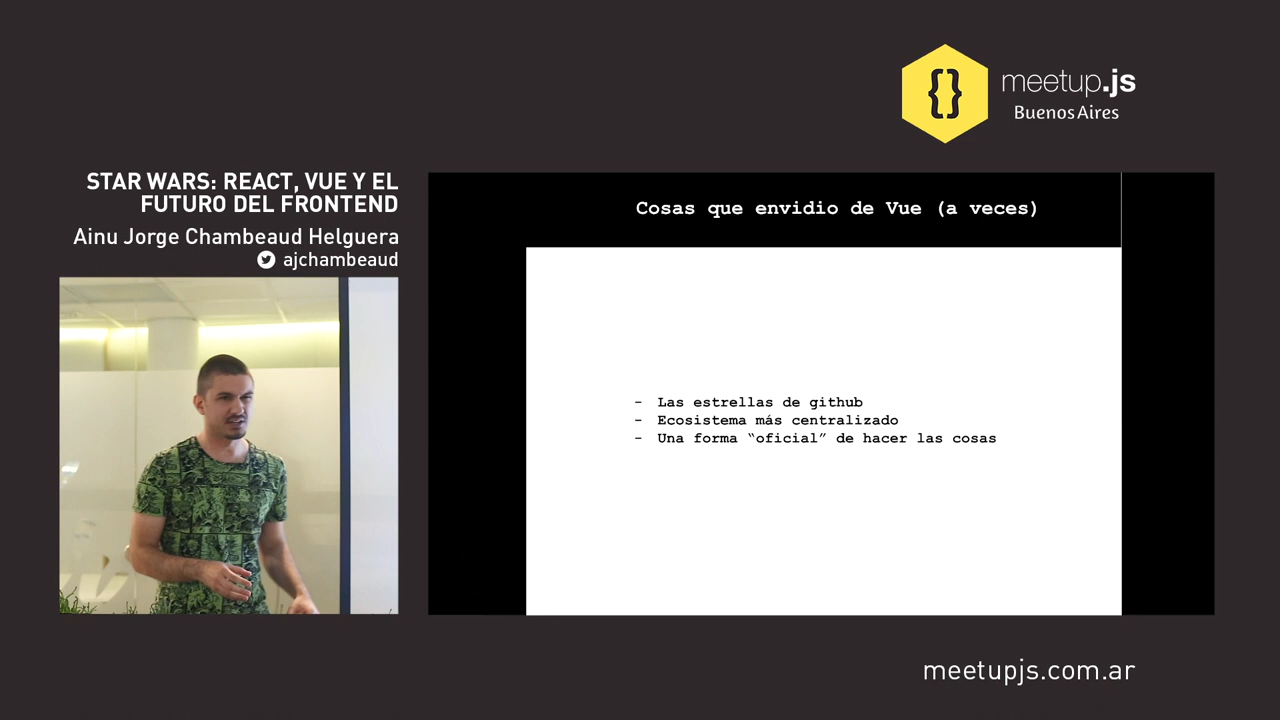 {}
meetup.js
Buenos Aires
STAR WARS: REACT, VUE Y EL
FUTURO DEL FRONTEND
Ainu Jorge Chambeaud Helguera
ajchambeaud
Cosas que envidio de Vue (a veces)
- Las estrellas de github
- Ecosistema más centralizado
- Una forma “oficial” de hacer las cosas
meetupjs.com.ar